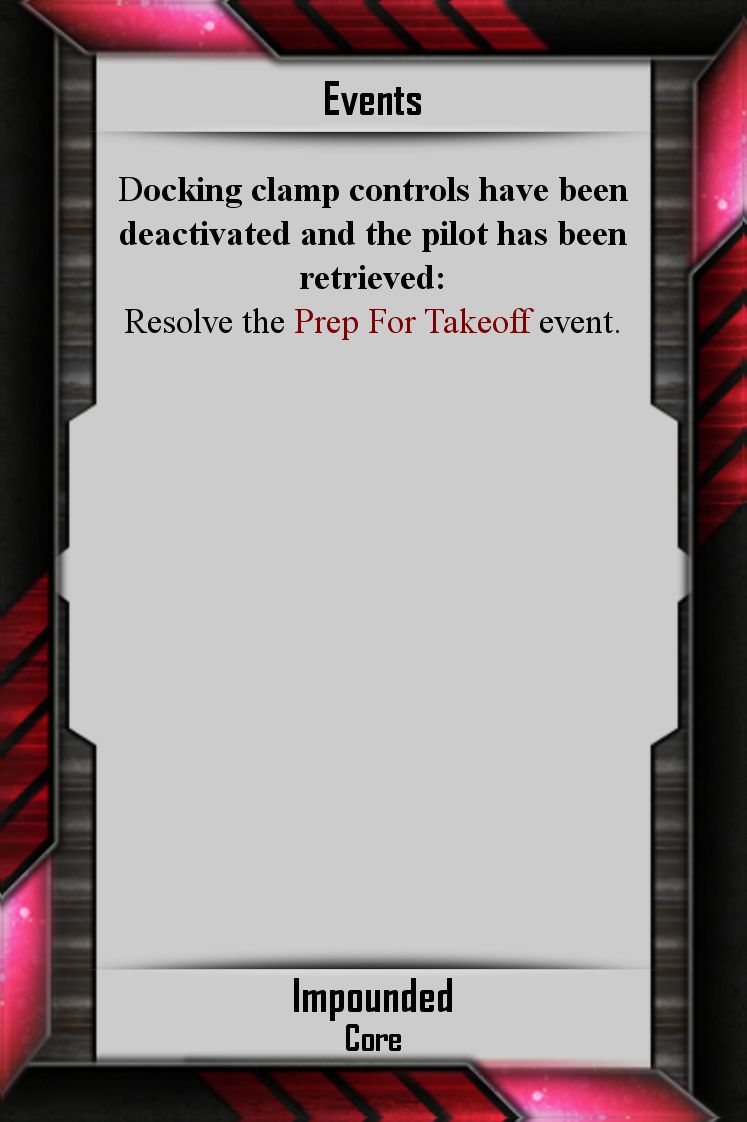 Events
Docking clamp controls have been
deactivated and the pilot has been
retrieved:
Resolve the Prep For Takeoff event.
Impounded
Core